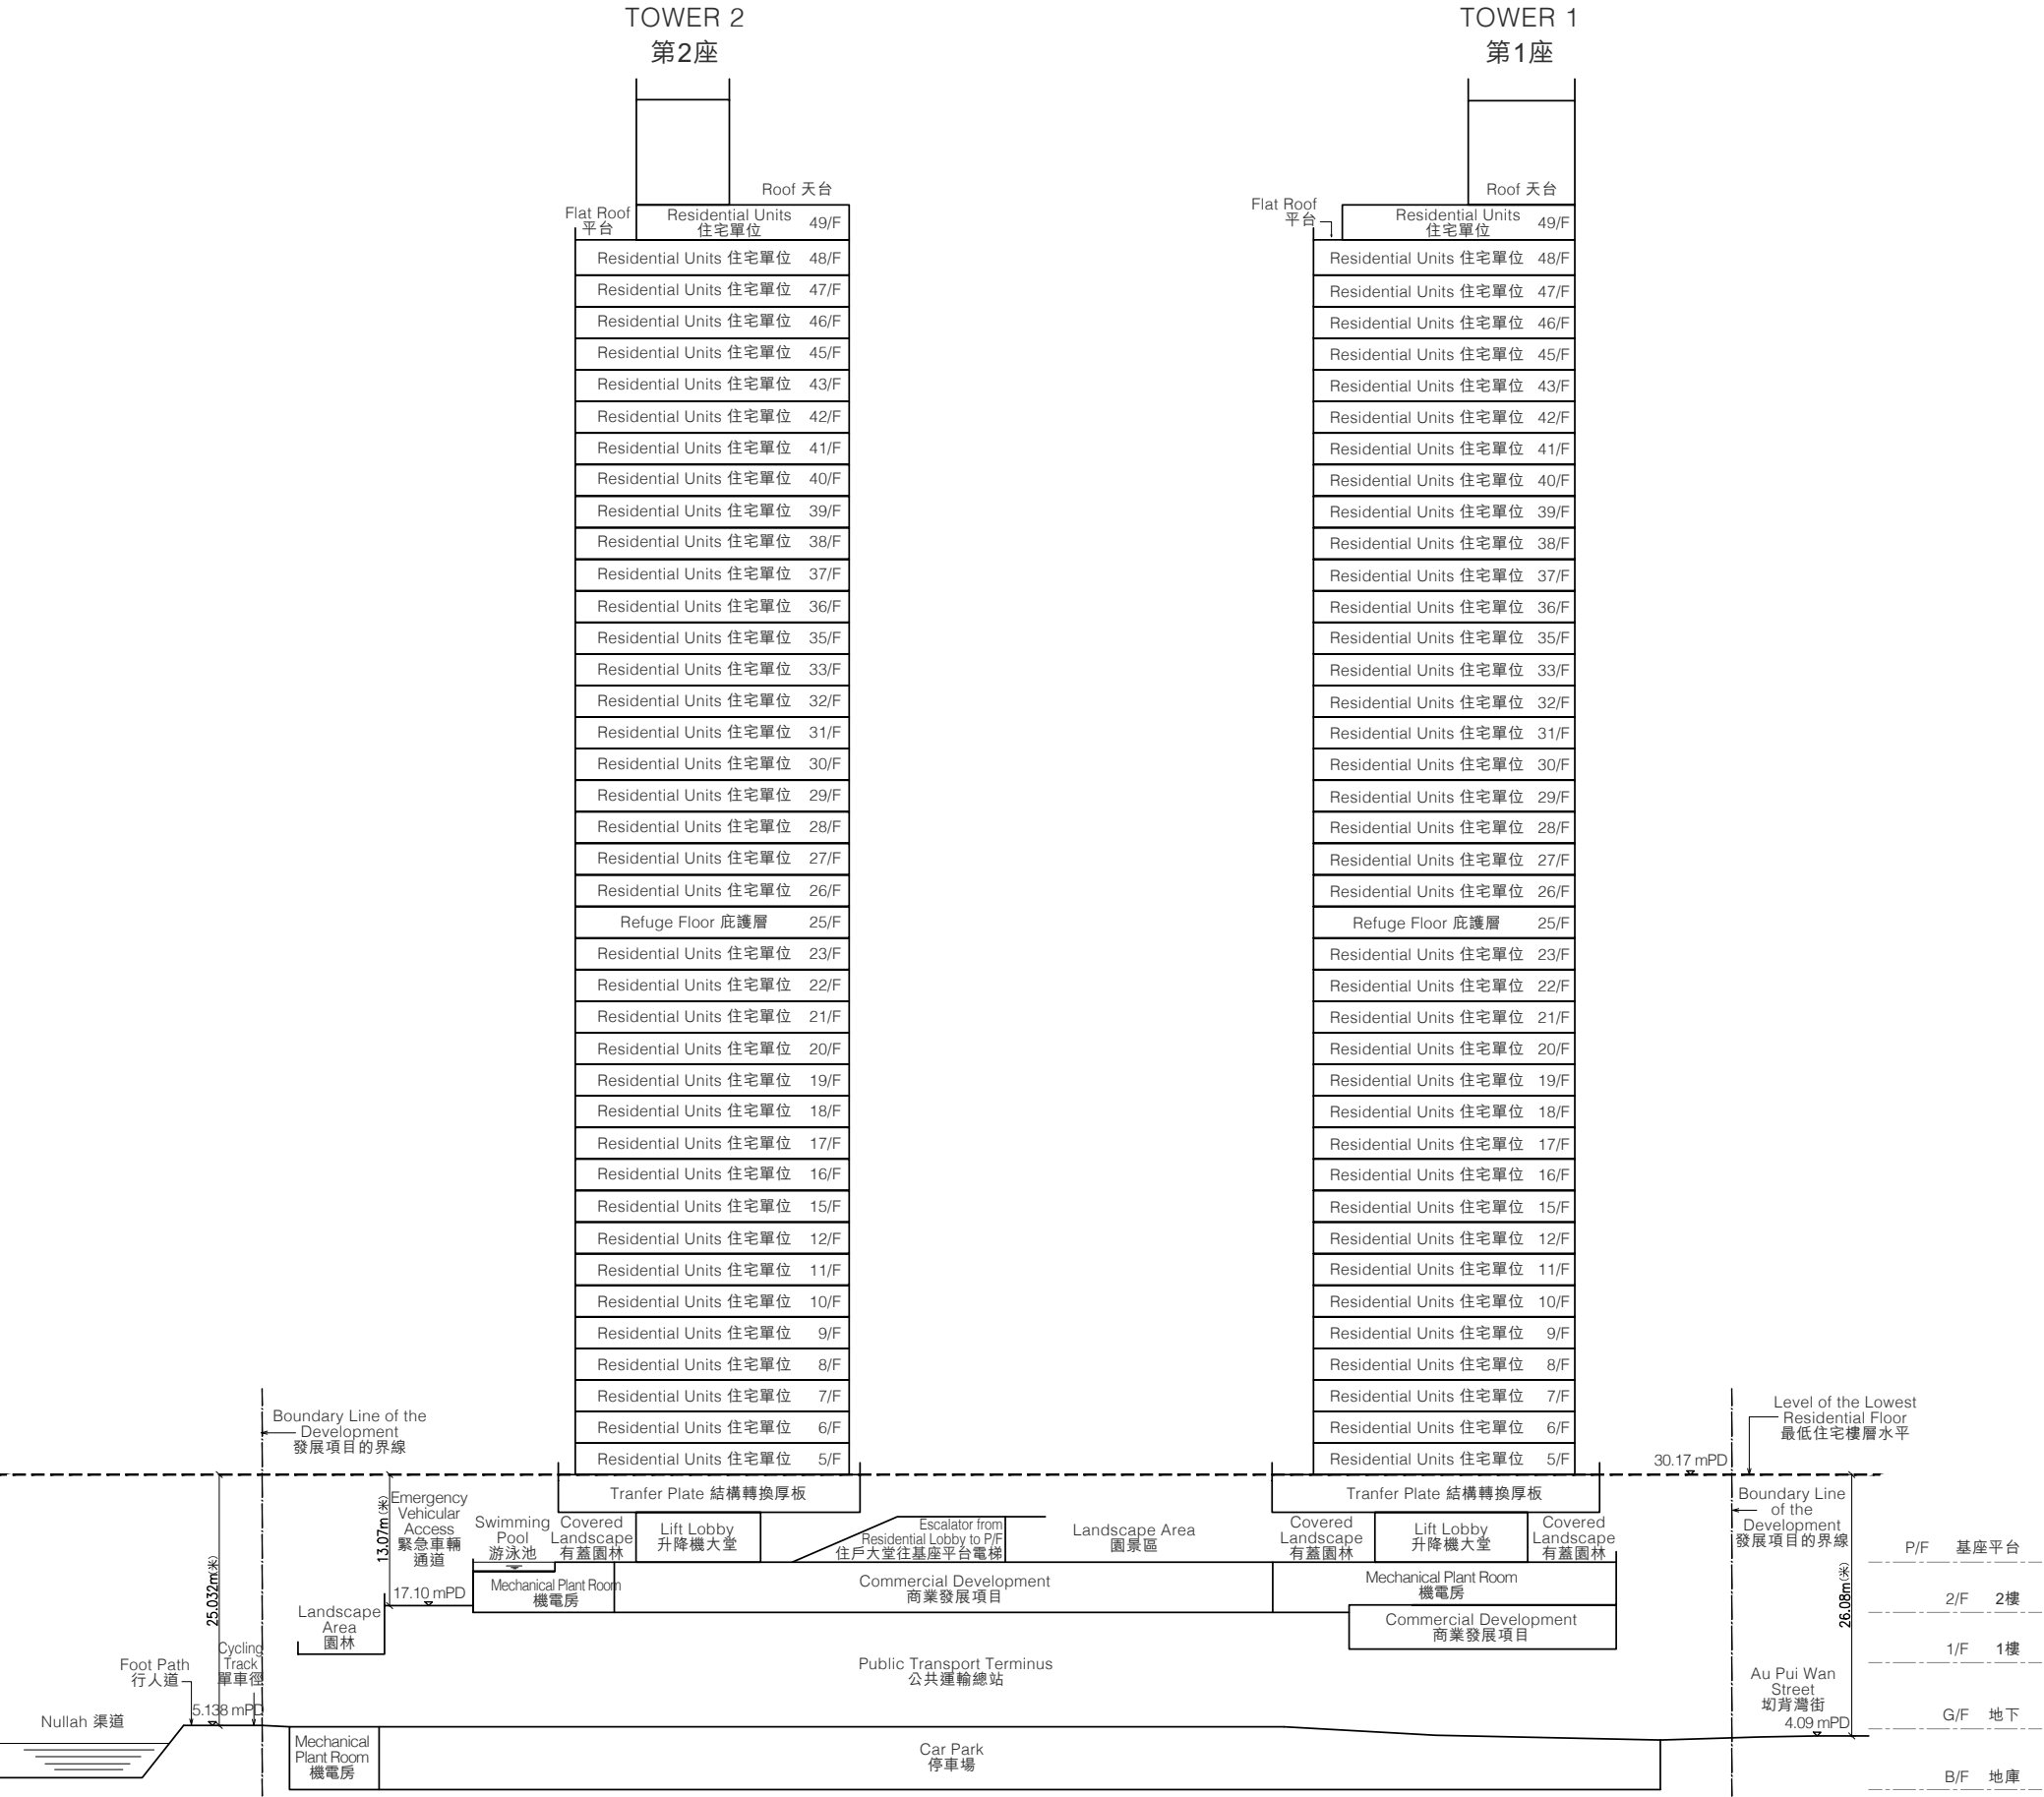 TOWER 2
第2座
TOWER 1
第1座
Roof 天台
Roof 天台
Flat Roof
平台
Residential Units
住宅單位
49/F
Flat Roof
平台
Residential Units
住宅單位
49/F
Residential Units 住宅單位 48/F
Residential Units 住宅單位 48/F
Residential Units 住宅單位 47/F
Residential Units 住宅單位 47/F
Residential Units 住宅單位 46/F
Residential Units 住宅單位 46/F
Residential Units 住宅單位 45/F
Residential Units 住宅單位 45/F
Residential Units 住宅單位 43/F
Residential Units 住宅單位 43/F
Residential Units 住宅單位 42/F
Residential Units 住宅單位 42/F
Residential Units 住宅單位 41/F
Residential Units 住宅單位 41/F
Residential Units 住宅單位 40/F
Residential Units 住宅單位 40/F
Residential Units 住宅單位 39/F
Residential Units 住宅單位 39/F
Residential Units 住宅單位 38/F
Residential Units 住宅單位 38/F
Residential Units 住宅單位 37/F
Residential Units 住宅單位 37/F
Residential Units 住宅單位 36/F
Residential Units 住宅單位 36/F
Residential Units 住宅單位 35/F
Residential Units 住宅單位 35/F
Residential Units 住宅單位 33/F
Residential Units 住宅單位 33/F
Residential Units 住宅單位 32/F
Residential Units 住宅單位 32/F
Residential Units 住宅單位 31/F
Residential Units 住宅單位 31/F
Residential Units 住宅單位 30/F
Residential Units 住宅單位 30/F
Residential Units 住宅單位 29/F
Residential Units 住宅單位 29/F
Residential Units 住宅單位 28/F
Residential Units 住宅單位 28/F
Residential Units 住宅單位 27/F
Residential Units 住宅單位 27/F
Residential Units 住宅單位 26/F
Residential Units 住宅單位 26/F
Refuge Floor 庇護層 25/F
Refuge Floor 庇護層 25/F
Residential Units 住宅單位 23/F
Residential Units 住宅單位 23/F
Residential Units 住宅單位 22/F
Residential Units 住宅單位 22/F
Residential Units 住宅單位 21/F
Residential Units 住宅單位 21/F
Residential Units 住宅單位 20/F
Residential Units 住宅單位 20/F
Residential Units 住宅單位 19/F
Residential Units 住宅單位 19/F
Residential Units 住宅單位 18/F
Residential Units 住宅單位 18/F
Residential Units 住宅單位 17/F
Residential Units 住宅單位 17/F
Residential Units 住宅單位 16/F
Residential Units 住宅單位 16/F
Residential Units 住宅單位 15/F
Residential Units 住宅單位 15/F
Residential Units 住宅單位 12/F
Residential Units 住宅單位 12/F
Residential Units 住宅單位 11/F
Residential Units 住宅單位 11/F
Residential Units 住宅單位 10/F
Residential Units 住宅單位 10/F
Residential Units 住宅單位 9/F
Residential Units 住宅單位 9/F
Residential Units 住宅單位 8/F
Residential Units 住宅單位 8/F
Residential Units 住宅單位 7/F
Residential Units 住宅單位 7/F
Residential Units 住宅單位 6/F
Residential Units 住宅單位 6/F
Residential Units 住宅單位 5/F
Residential Units 住宅單位 5/F
Boundary Line of the
Development
發展項目的界線
Level of the Lowest
Residential Floor
最低住宅樓層水平
30.17 mPD
Tranfer Plate 結構轉換厚板
Tranfer Plate 結構轉換厚板
25.032m(米)
13.07m (米)
Emergency
Vehicular
Access
緊急車輛
通道
Swimming
Pool
游泳池
Covered
Landscape
有蓋園林
Lift Lobby
升降機大堂
Escalator from
Residential Lobby to P/F
住戶大堂往基座平台電梯
Landscape Area
園景區
Covered
Landscape
有蓋園林
Lift Lobby
升降機大堂
Covered
Landscape
有蓋園林
Boundary Line
of the
Development
發展項目的界線
26.08m(米)
P/F 基座平台
17.10 mPD
Mechanical Plant Room
機電房
Commercial Development
商業發展項目
Mechanical Plant Room
機電房
2/F 2樓
Landscape
Area
園林
Commercial Development
商業發展項目
1/F 1樓
Foot Path
行人道
Cycling
Track
單車徑
Public Transport Terminus
公共運輸總站
Au Pui Wan
Street
坳背灣街
4.09 mPD
5.138 mPD
Nullah 渠道
G/F 地下
Mechanical
Plant Room
機電房
Car Park
停車場
B/F 地庫